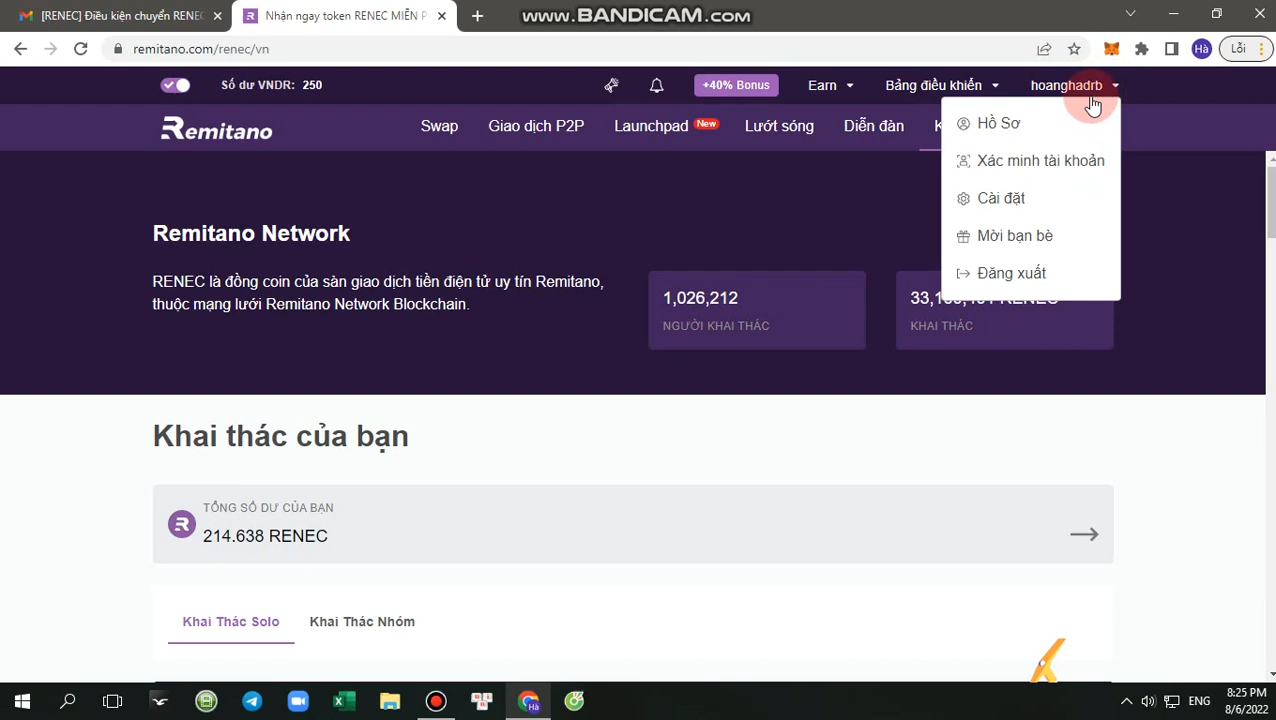 [RENEC] Điều kiện chuyển RENEC
Nhận ngay token RENEC MIỄN P
www.BANDICAM.com
remitano.com/renec/vn
Hà
Lỗi
Số dư VNDR: 250
+40% Bonus
Earn
Bảng điều khiển
hoanghadrb
Remitano
Swap
Giao dịch P2P
Launchpad
New
Lướt sóng
Diễn đàn
K
Hồ Sơ
Xác minh tài khoản
Cài đặt
Mời bạn bè
Đăng xuất
Remitano Network
RENEC là đồng coin của sàn giao dịch tiền điện tử uy tín Remitano,
thuộc mạng lưới Remitano Network Blockchain.
1,026,212
NGƯỜI KHAI THÁC
RENEC
KHAI THÁC
Khai thác của bạn
TỔNG SỐ DƯ CỦA BẠN
214.638 RENEC
Khai Thác Solo
Khai Thác Nhóm
Hà
ENG
8:25 PM
8/6/2022